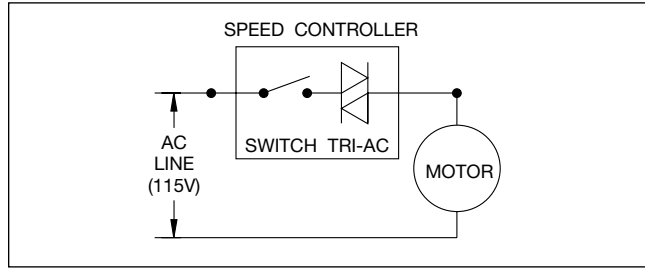 SPEED CONTROLLER
SWITCH TRI-AC
AC
LINE
(115V)
MOTOR